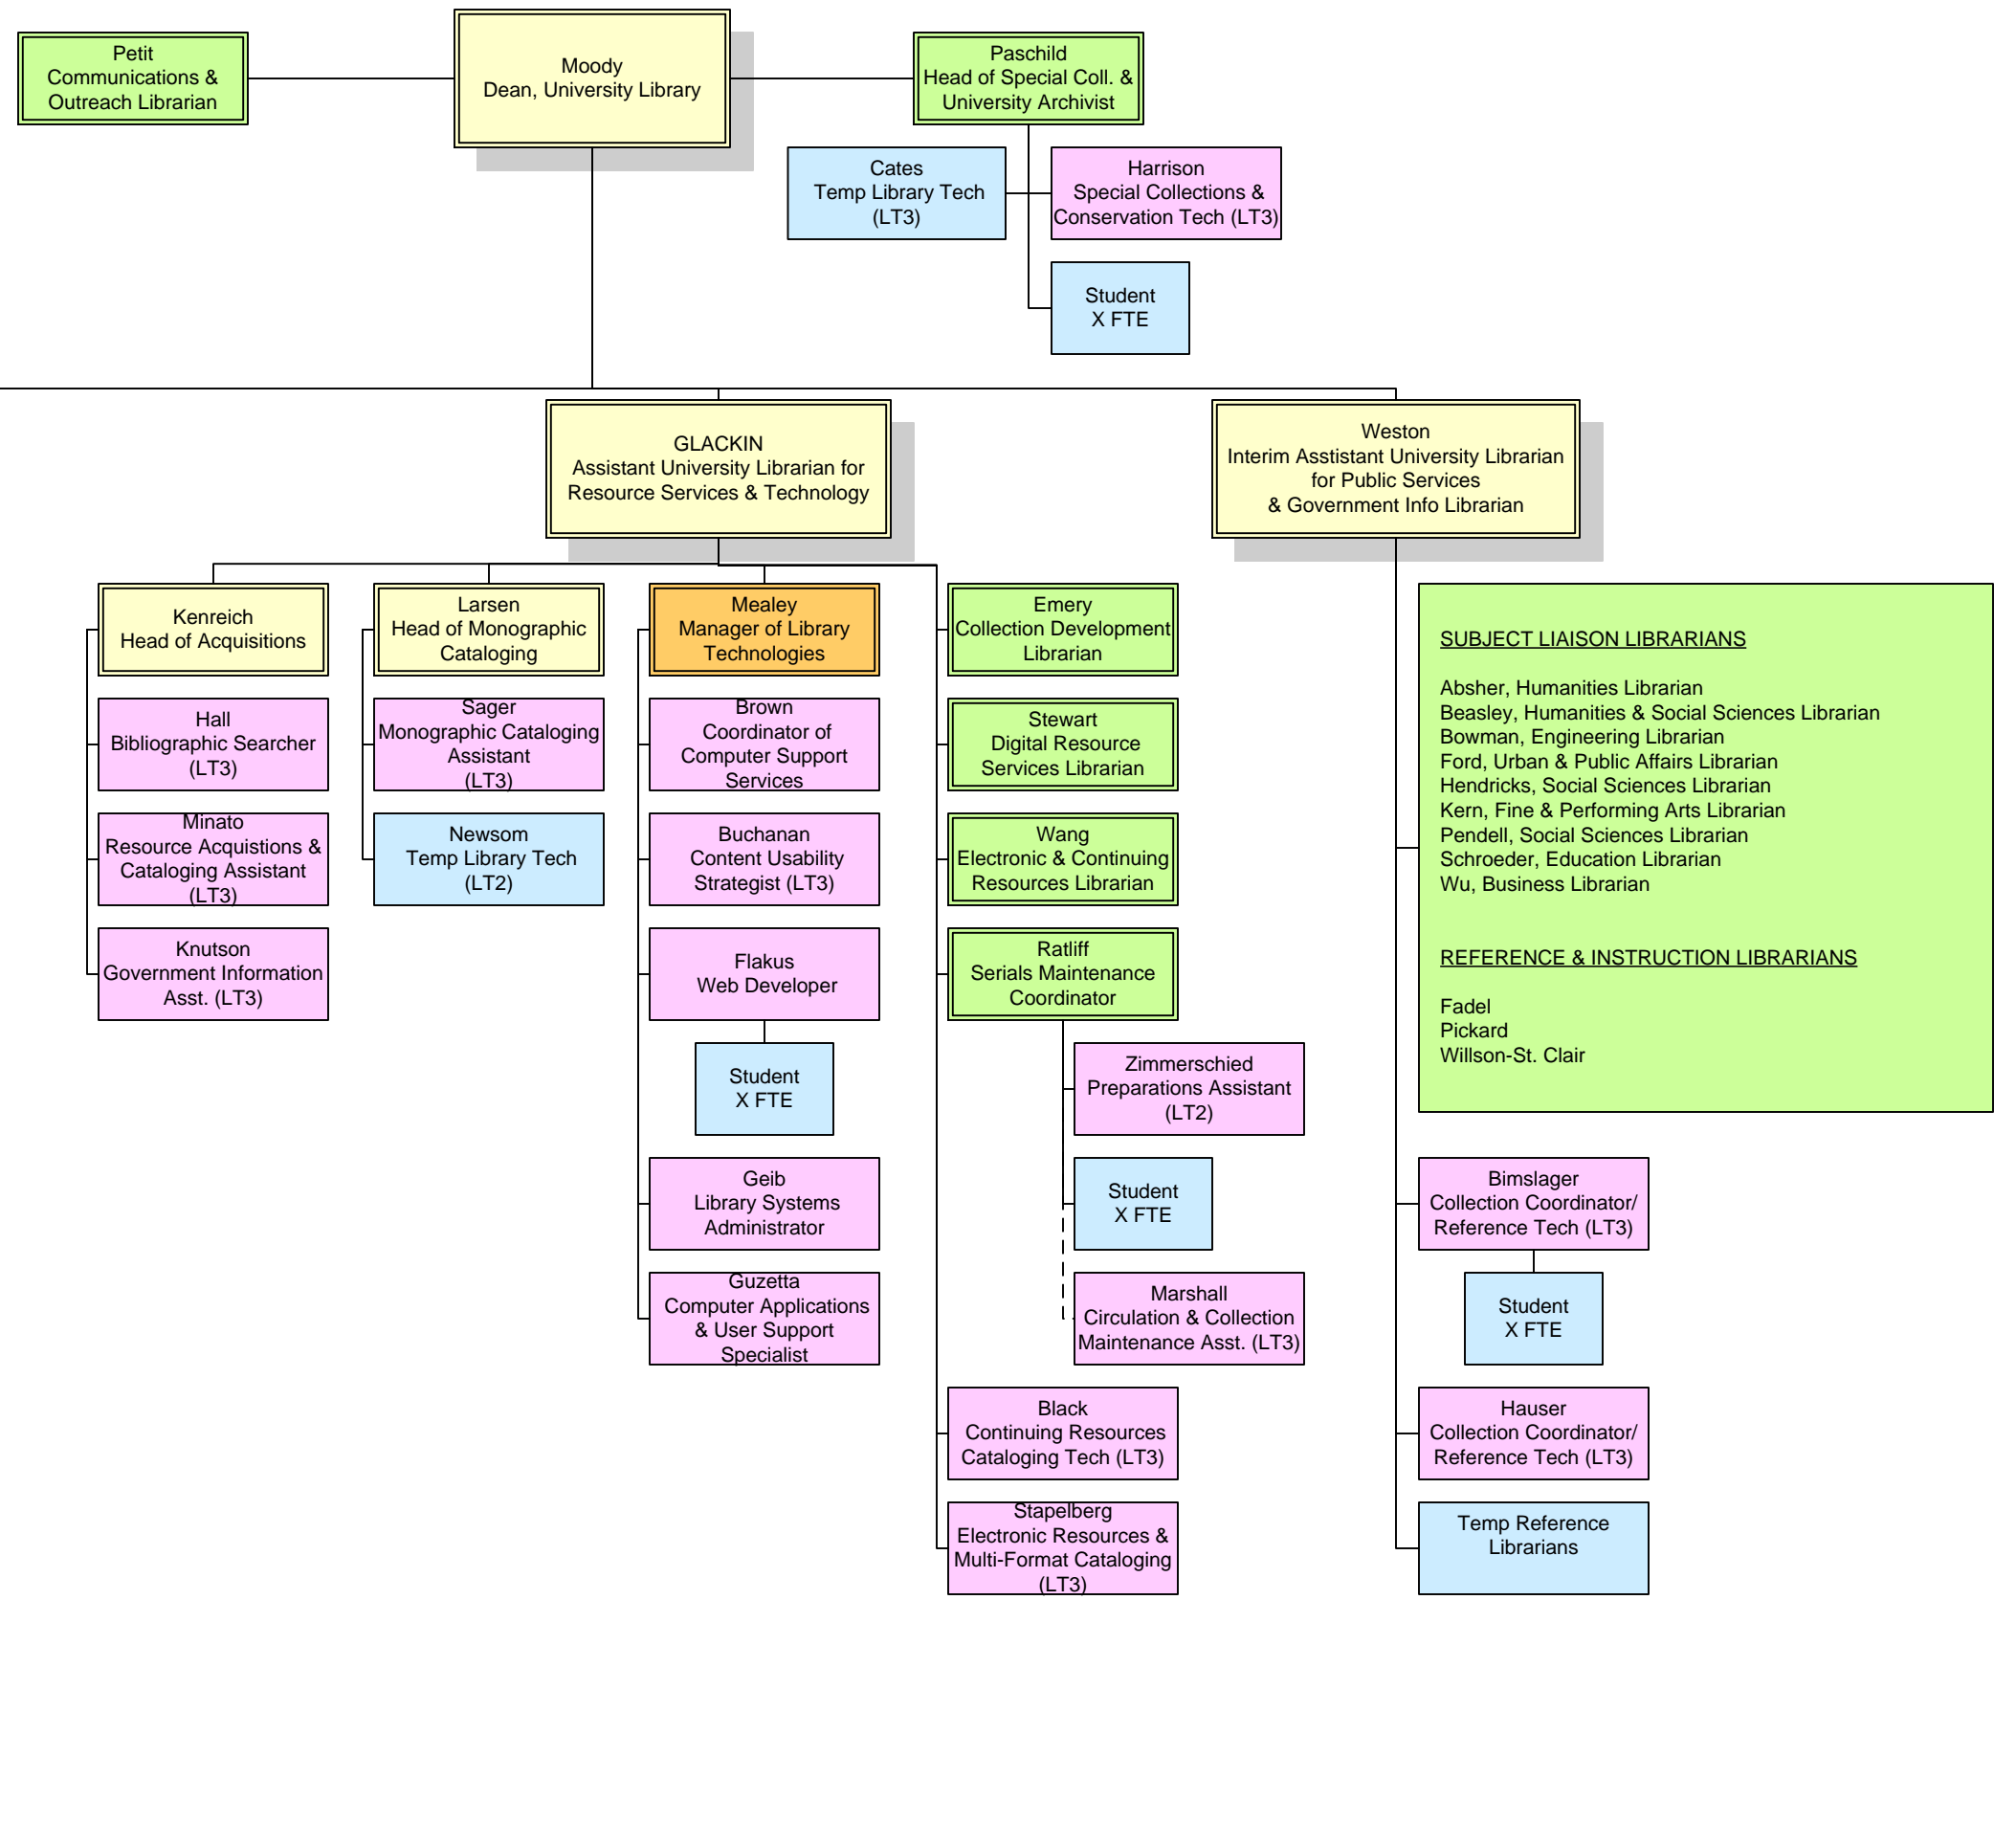 Petit
Communications &
Outreach Librarian
Moody
Dean, University Library
Paschild
Head of Special Coll. &
University Archivist
Cates
Temp Library Tech
(LT3)
Harrison
Special Collections &
Conservation Tech (LT3)
Student
X FTE
GLACKIN
Assistant University Librarian for
Resource Services & Technology
Weston
Interim Asstistant University Librarian
for Public Services
& Government Info Librarian
Kenreich
Head of Acquisitions
Hall
Bibliographic Searcher
(LT3)
Minato
Resource Acquistions &
Cataloging Assistant
(LT3)
Knutson
Government Information
Asst. (LT3)
Larsen
Head of Monographic
Cataloging
Sager
Monographic Cataloging
Assistant
(LT3)
Newsom
Temp Library Tech
(LT2)
Mealey
Manager of Library
Technologies
Brown
Coordinator of
Computer Support
Services
Buchanan
Content Usability
Strategist (LT3)
Flakus
Web Developer
Student
X FTE
Geib
Library Systems
Administrator
Guzetta
Computer Applications
& User Support
Specialist
Emery
Collection Development
Librarian
Stewart
Digital Resource
Services Librarian
Wang
Electronic & Continuing
Resources Librarian
Ratliff
Serials Maintenance
Coordinator
Zimmerschied
Preparations Assistant
(LT2)
Student
X FTE
Marshall
Circulation & Collection
Maintenance Asst. (LT3)
Black
Continuing Resources
Cataloging Tech (LT3)
Stapelberg
Electronic Resources &
Multi-Format Cataloging
(LT3)
SUBJECT LIAISON LIBRARIANS
Absher, Humanities Librarian
Beasley, Humanities & Social Sciences Librarian
Bowman, Engineering Librarian
Ford, Urban & Public Affairs Librarian
Hendricks, Social Sciences Librarian
Kern, Fine & Performing Arts Librarian
Pendell, Social Sciences Librarian
Schroeder, Education Librarian
Wu, Business Librarian
REFERENCE & INSTRUCTION LIBRARIANS
Fadel
Pickard
Willson-St. Clair
Bimslager
Collection Coordinator/
Reference Tech (LT3)
Student
X FTE
Hauser
Collection Coordinator/
Reference Tech (LT3)
Temp Reference
Librarians